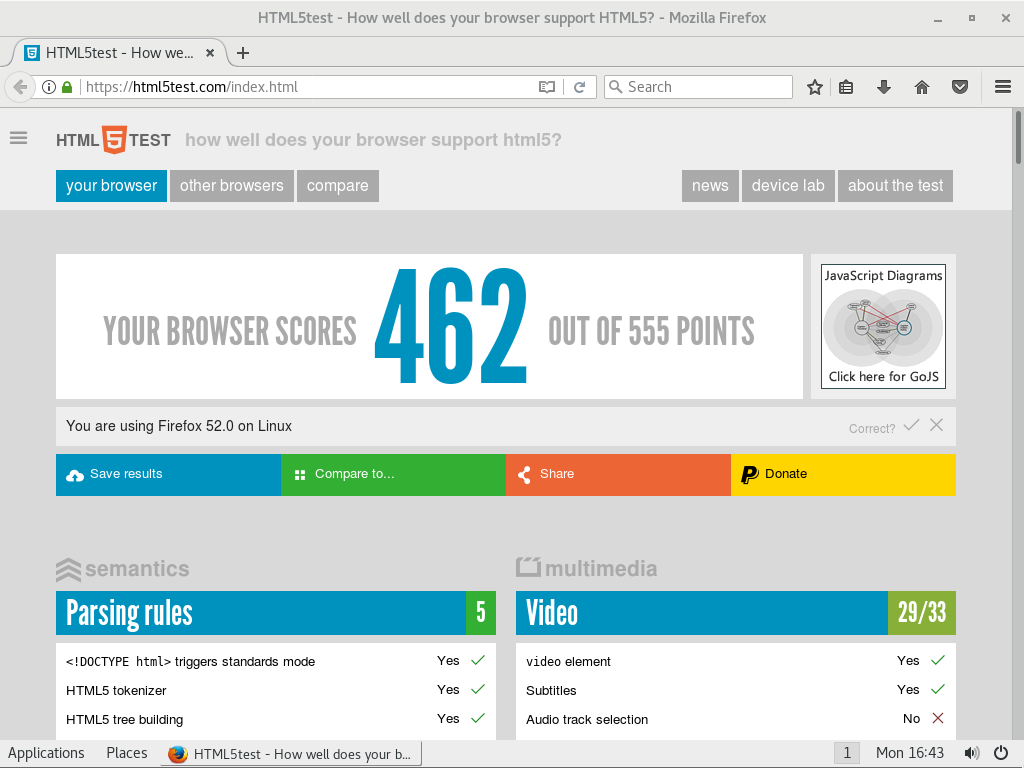 HTML5test - How well does your browser support HTML5? - Mozilla Firefox
HTML5test - How we...
https://html5test.com/index.html
Search
HTML 5 TEST how well does your browser support html5?
your browser other browsers compare news device lab about the test
YOUR BROWSER SCORES 462 OUT OF 555 POINTS
JavaScript Diagrams
Click here for GoJS
You are using Firefox 52.0 on Linux Correct?
Save results Compare to... Share Donate
semantics
Parsing rules 5
<!DOCTYPE html> triggers standards mode Yes
HTML5 tokenizer Yes
HTML5 tree building Yes
multimedia
Video 29/33
video element Yes
Subtitles Yes
Audio track selection No
Applications Places HTML5test - How well does your b... 1 Mon 16:43